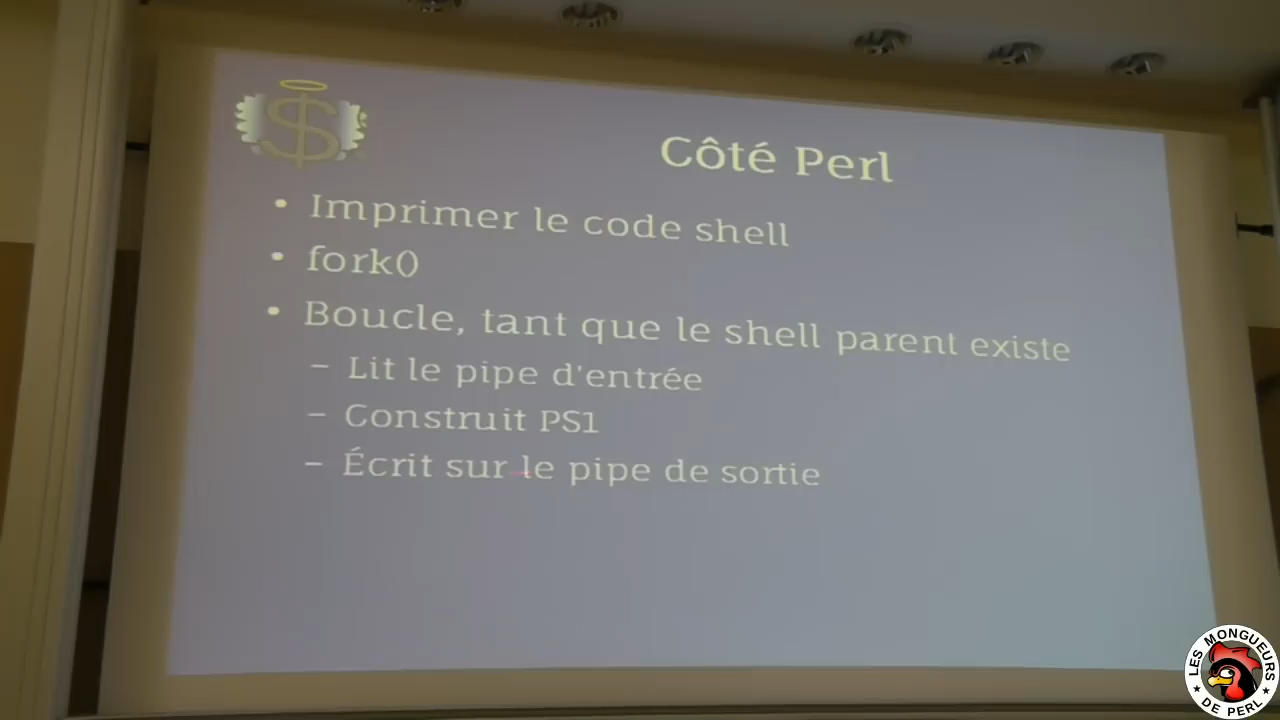 $
Côté Perl
• Imprimer le code shell
• fork()
• Boucle, tant que le shell parent existe
– Lit le pipe d'entrée
– Construit PS1
– Écrit sur le pipe de sortie
LES MONGUEURS
★ DE PERL ★